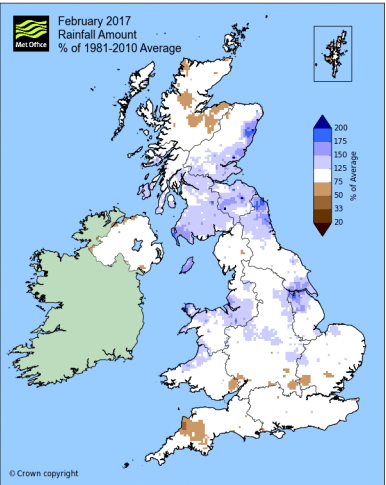 Met Office
February 2017
Rainfall Amount
% of 1981-2010 Average
200
175
150
125
75
50
33
20
% of Average
© Crown copyright